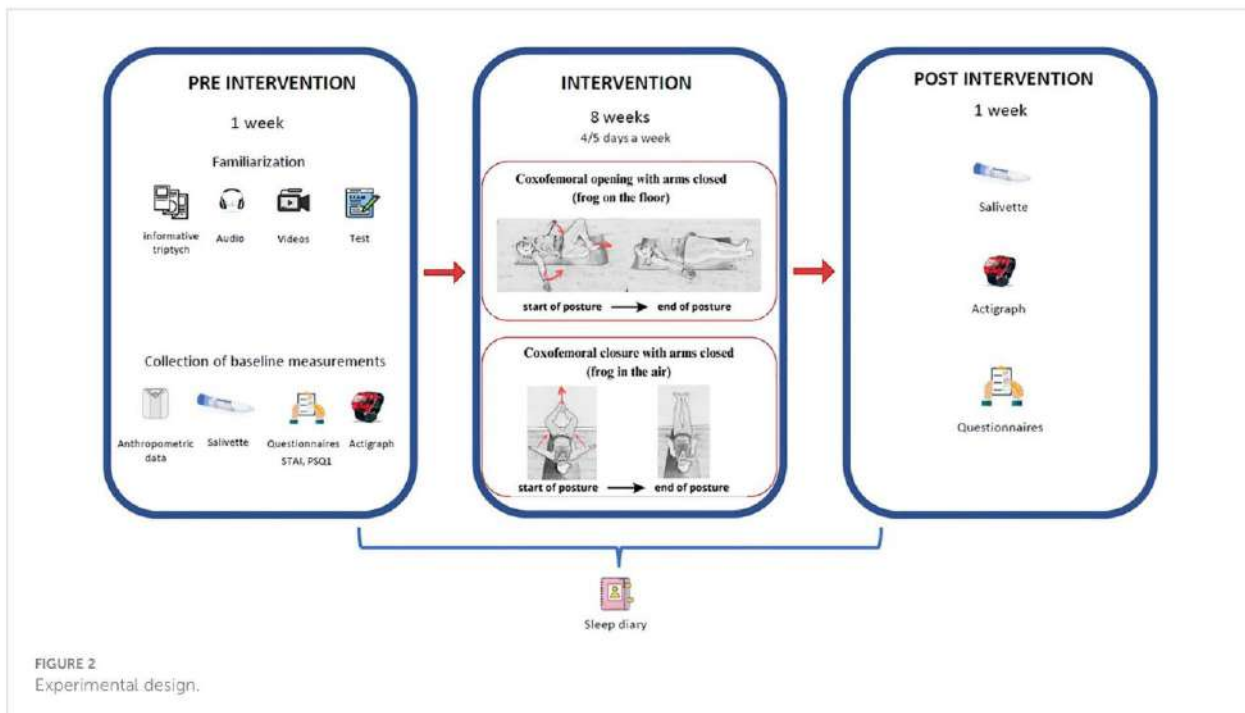 PRE INTERVENTION
1 week
Familiarization
informative
triptych
Audio
Videos
Test
Collection of baseline measurements
Anthropometric
data
Salivette
Questionnaires
STAI, PSQ1
Actigraph
INTERVENTION
8 weeks
4/5 days a week
Coxofemoral opening with arms closed
(frog on the floor)
start of posture
end of posture
Coxofemoral closure with arms closed
(frog in the air)
start of posture
end of posture
POST INTERVENTION
1 week
Salivette
Actigraph
Questionnaires
Sleep diary
FIGURE 2
Experimental design.